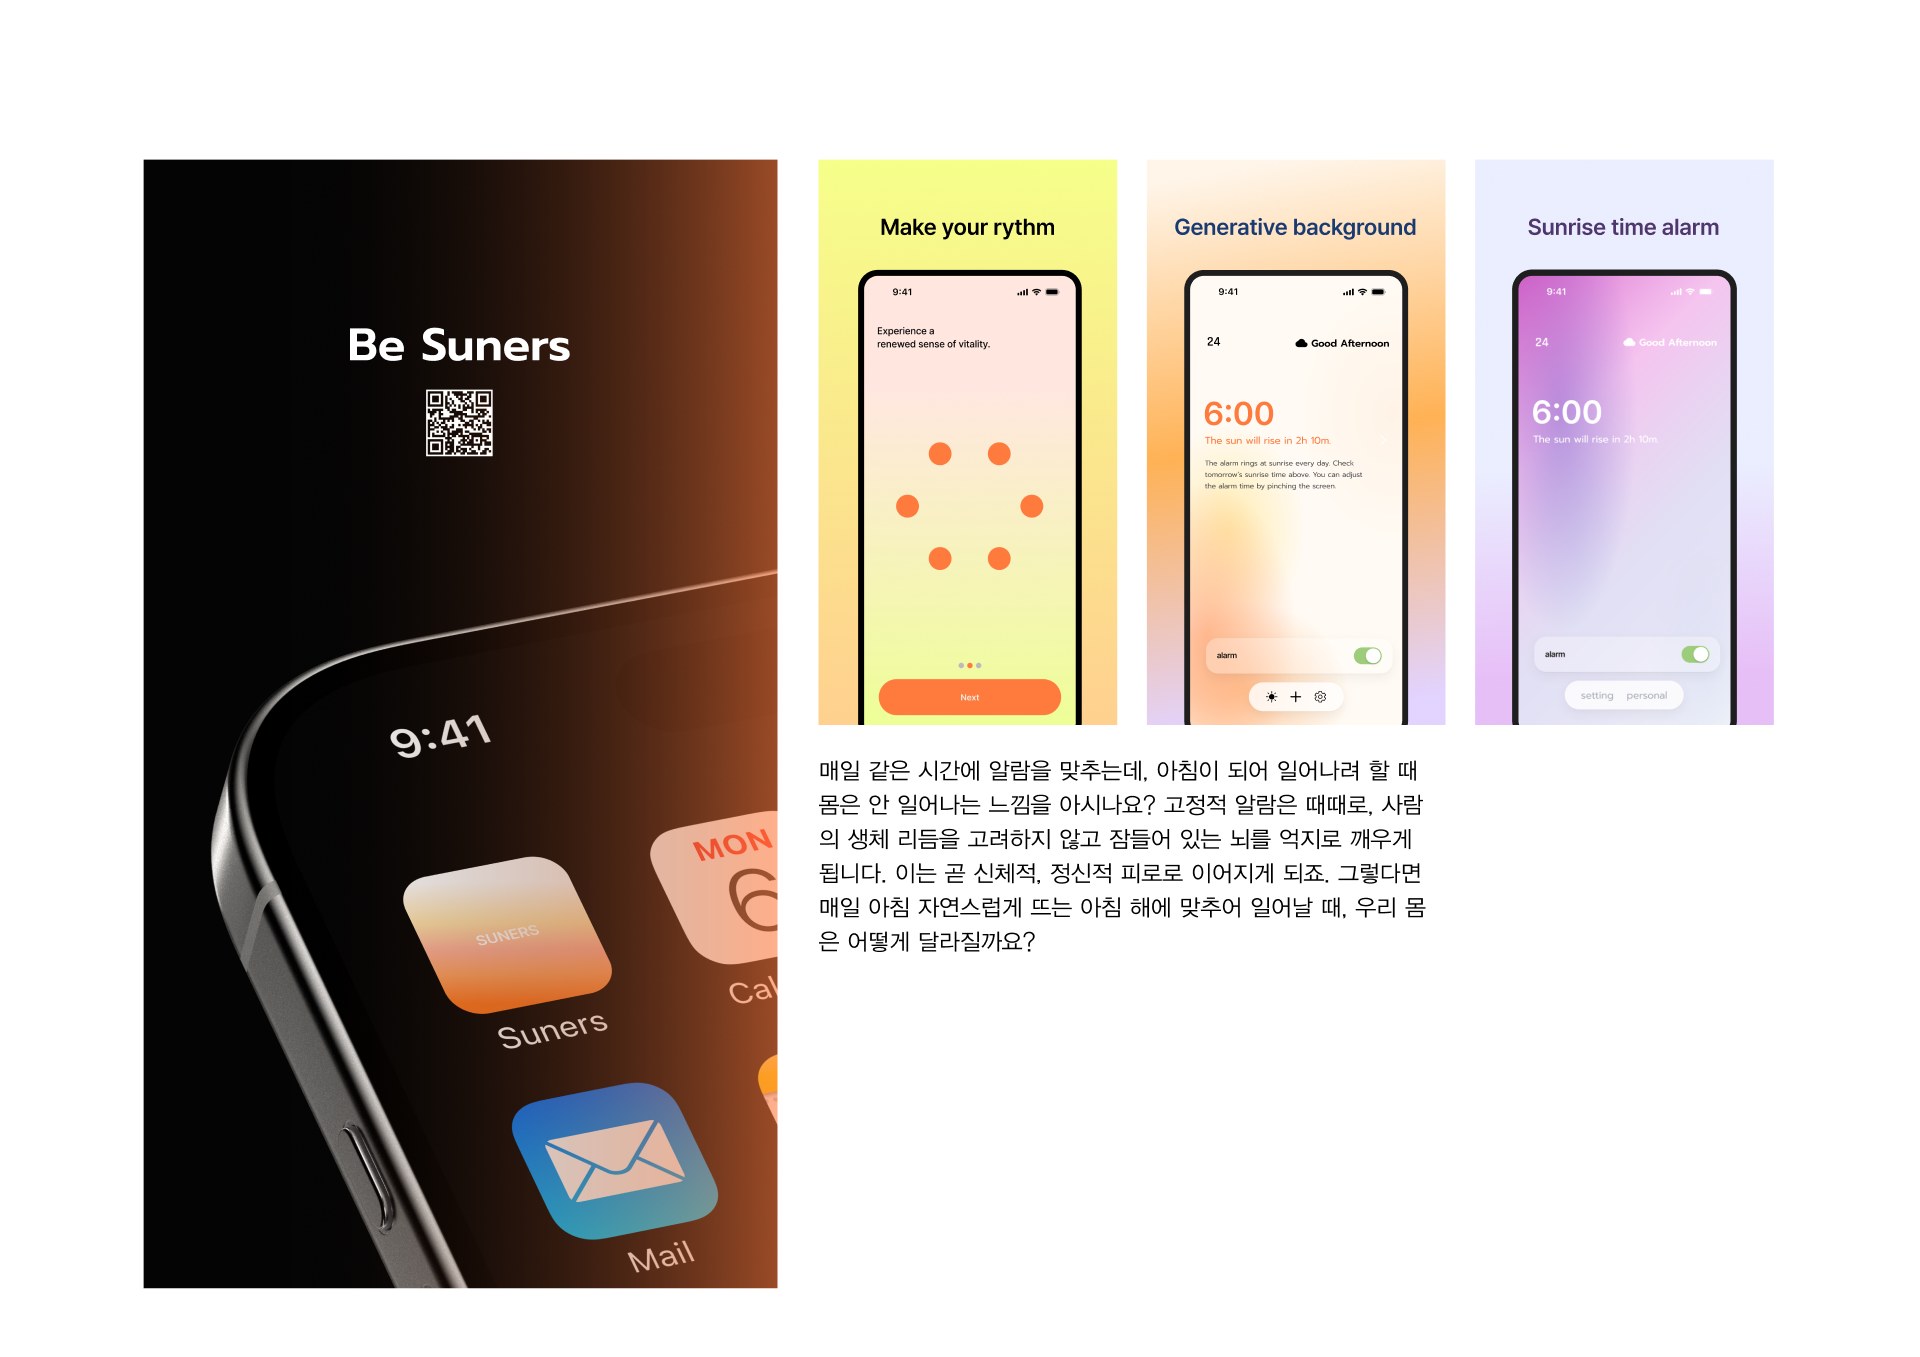 Be Suners
9:41
MON
6
SUNERS
Cal
Suners
Mail
Make your rythm
9:41
Experience a
renewed sense of vitality.
Next
Generative background
9:41
24
Good Afternoon
6:00
The sun will rise in 2h 10m.
The alarm rings at sunrise every day. Check
tomorrow's sunrise time above. You can adjust
the alarm time by pinching the screen.
alarm
Sunrise time alarm
9:41
24
Good Afternoon
6:00
The sun will rise in 2h 10m.
alarm
setting personal
매일 같은 시간에 알람을 맞추는데, 아침이 되어 일어나려 할 때
몸은 안 일어나는 느낌을 아시나요? 고정적 알람은 때때로, 사람
의 생체 리듬을 고려하지 않고 잠들어 있는 뇌를 억지로 깨우게
됩니다. 이는 곧 신체적, 정신적 피로로 이어지게 되죠. 그렇다면
매일 아침 자연스럽게 뜨는 아침 해에 맞추어 일어날 때, 우리 몸
은 어떻게 달라질까요?